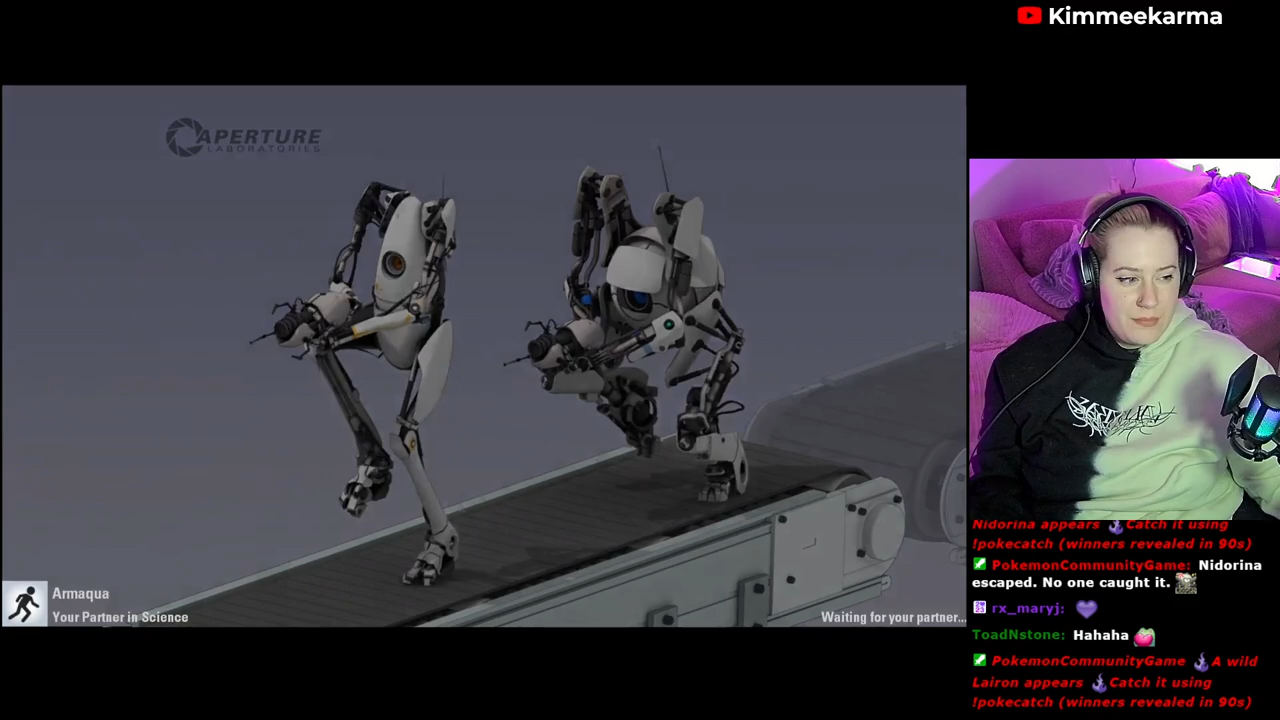 Kimmeekarma
APERTURE
LABORATORIES
Armaqua
Your Partner in Science
Waiting for your partner...
Nidorina appears Catch it using
!pokecatch (winners revealed in 90s)
PokemonCommunityGame: Nidorina
escaped. No one caught it.
rx_maryj:
ToadNstone: Hahaha
PokemonCommunityGame A wild
Lairon appears Catch it using
!pokecatch (winners revealed in 90s)